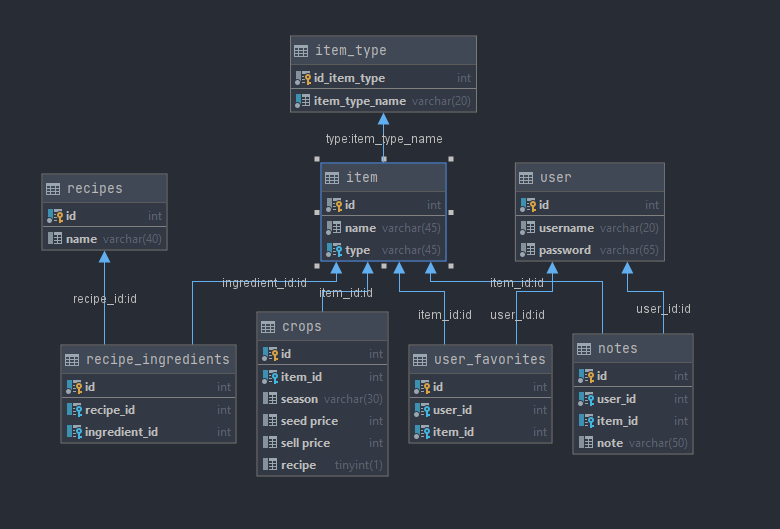 item_type
id_item_type int
item_type_name varchar(20)
type:item_type_name
recipes
id int
name varchar(40)
item
id int
name varchar(45)
type varchar(45)
user
id int
username varchar(20)
password varchar(65)
ingredient_id:id
item_id:id
item_id:id
recipe_id:id
item_id:id
user_id:id
user_id:id
recipe_ingredients
id int
recipe_id int
ingredient_id int
crops
id int
item_id int
season varchar(30)
seed price int
sell price int
recipe tinyint(1)
user_favorites
id int
user_id int
item_id int
notes
id int
user_id int
item_id int
note varchar(50)